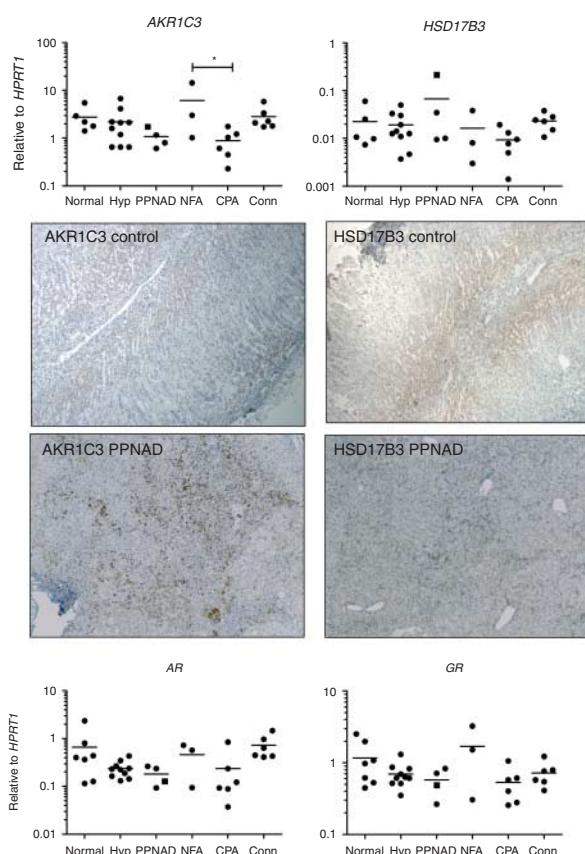 AKR1C3
HSD17B3
Relative to HPRT1
100
10
1
0.1
*
Normal Hyp PPNAD NFA CPA Conn
1
0.1
0.01
0.001
Normal Hyp PPNAD NFA CPA Conn
AKR1C3 control
HSD17B3 control
AKR1C3 PPNAD
HSD17B3 PPNAD
AR
GR
Relative to HPRT1
10
1
0.1
0.01
Normal Hyp PPNAD NFA CPA Conn
10
1
0.1
Normal Hyp PPNAD NFA CPA Conn